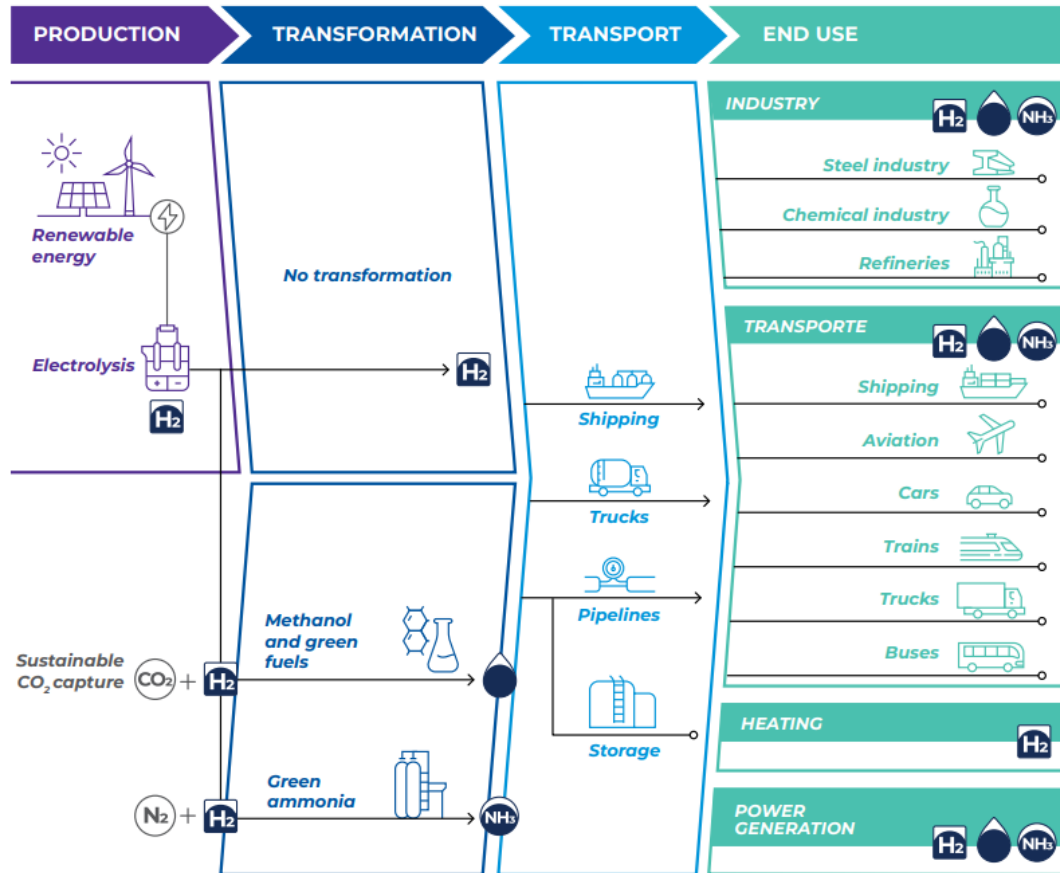 PRODUCTION
TRANSFORMATION
TRANSPORT
END USE
Renewable
energy
Electrolysis
H₂
No transformation
H₂
Sustainable
CO₂ capture
CO₂ + H₂
Methanol
and green
fuels
N₂ + H₂
Green
ammonia
NH₃
Shipping
Trucks
Pipelines
Storage
INDUSTRY
H₂ NH₃
Steel industry
Chemical industry
Refineries
TRANSPORTE
H₂ NH₃
Shipping
Aviation
Cars
Trains
Trucks
Buses
HEATING
H₂
POWER
GENERATION
H₂ NH₃